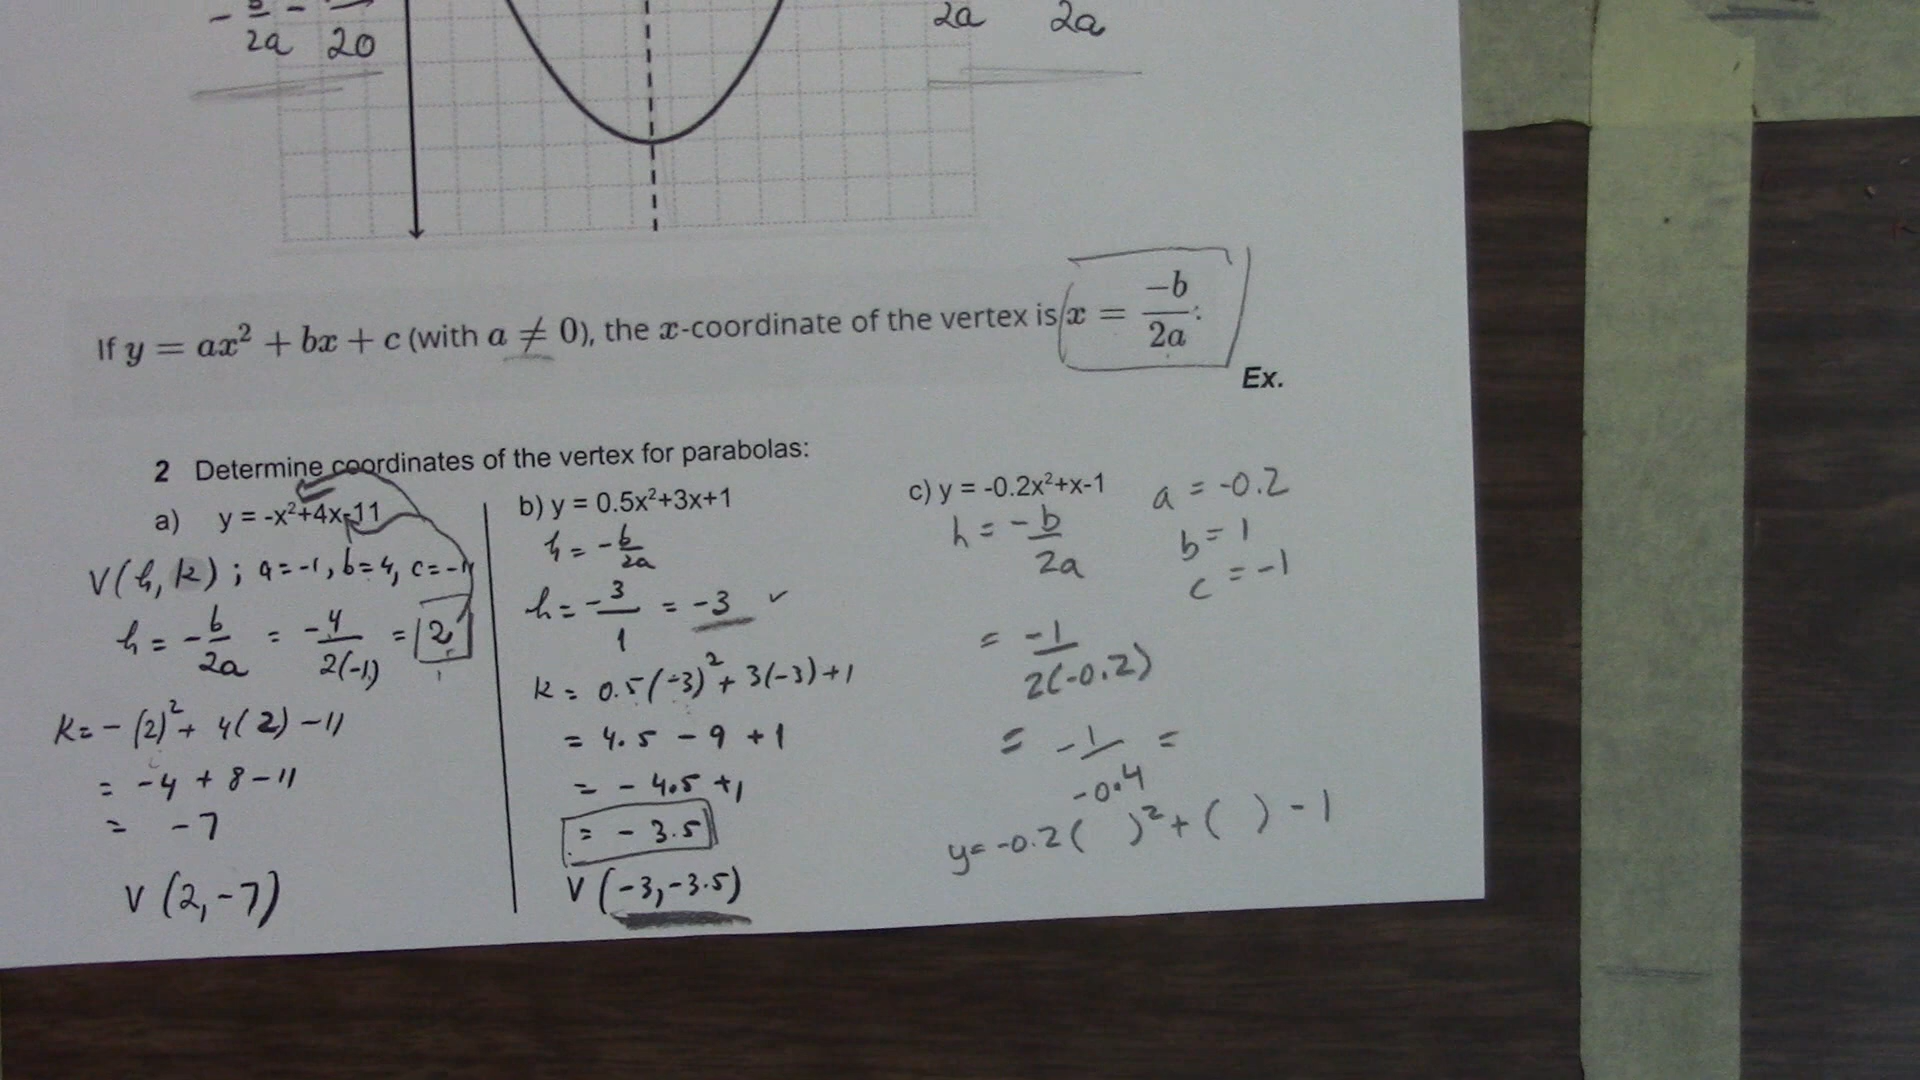 2a 20
2a 2a
If y = ax² + bx + c (with a ≠ 0), the x-coordinate of the vertex is x = -b/2a:
Ex.
2 Determine coordinates of the vertex for parabolas:
a) y = -x²+4x-11
V(h, k) ; a = -1, b = 4, c = -11
h = -b/2a = -4/2(-1) = 2
k = -(2)² + 4(2) - 11
= -4 + 8 - 11
= -7
V (2, -7)
b) y = 0.5x²+3x+1
h = -b/2a
h = -3/1 = -3 ✓
k = 0.5(-3)² + 3(-3) + 1
= 4.5 - 9 + 1
= - 4.5 + 1
= - 3.5
V (-3, -3.5)
c) y = -0.2x²+x-1
a = -0.2
h = -b/2a
b = 1
c = -1
= -1/2(-0.2)
= -1/-0.4 =
y = -0.2( )² + ( ) - 1